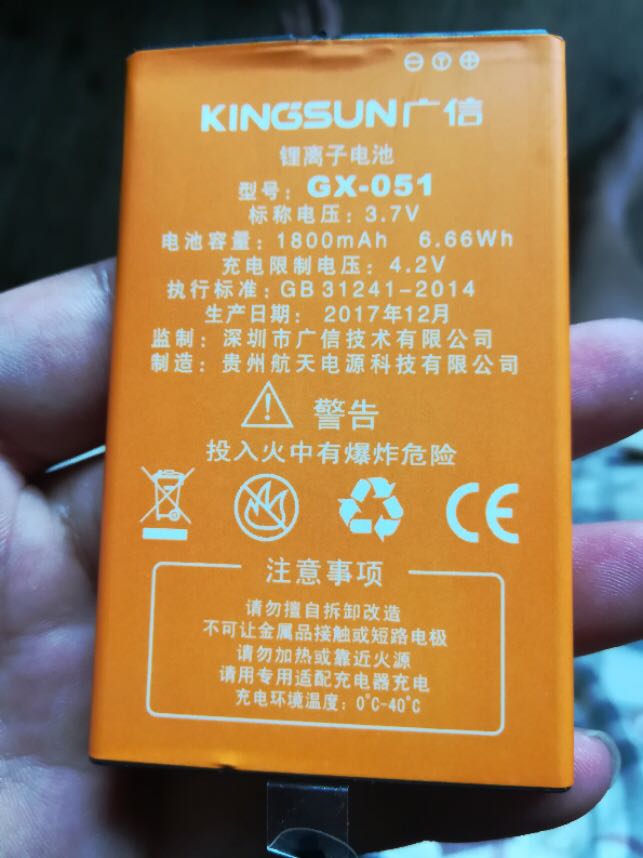 ⊖ Ⓣ ⊕
KINGSUN广信
锂离子电池
型号：GX-051
标称电压：3.7V
电池容量：1800mAh 6.66Wh
充电限制电压：4.2V
执行标准：GB 31241-2014
生产日期：2017年12月
监制：深圳市广信技术有限公司
制造：贵州航天电源科技有限公司
警告
投入火中有爆炸危险
CE
注意事项
请勿擅自拆卸改造
不可让金属品接触或短路电极
请勿加热或靠近火源
请用专用适配充电器充电
充电环境温度：0°C-40°C